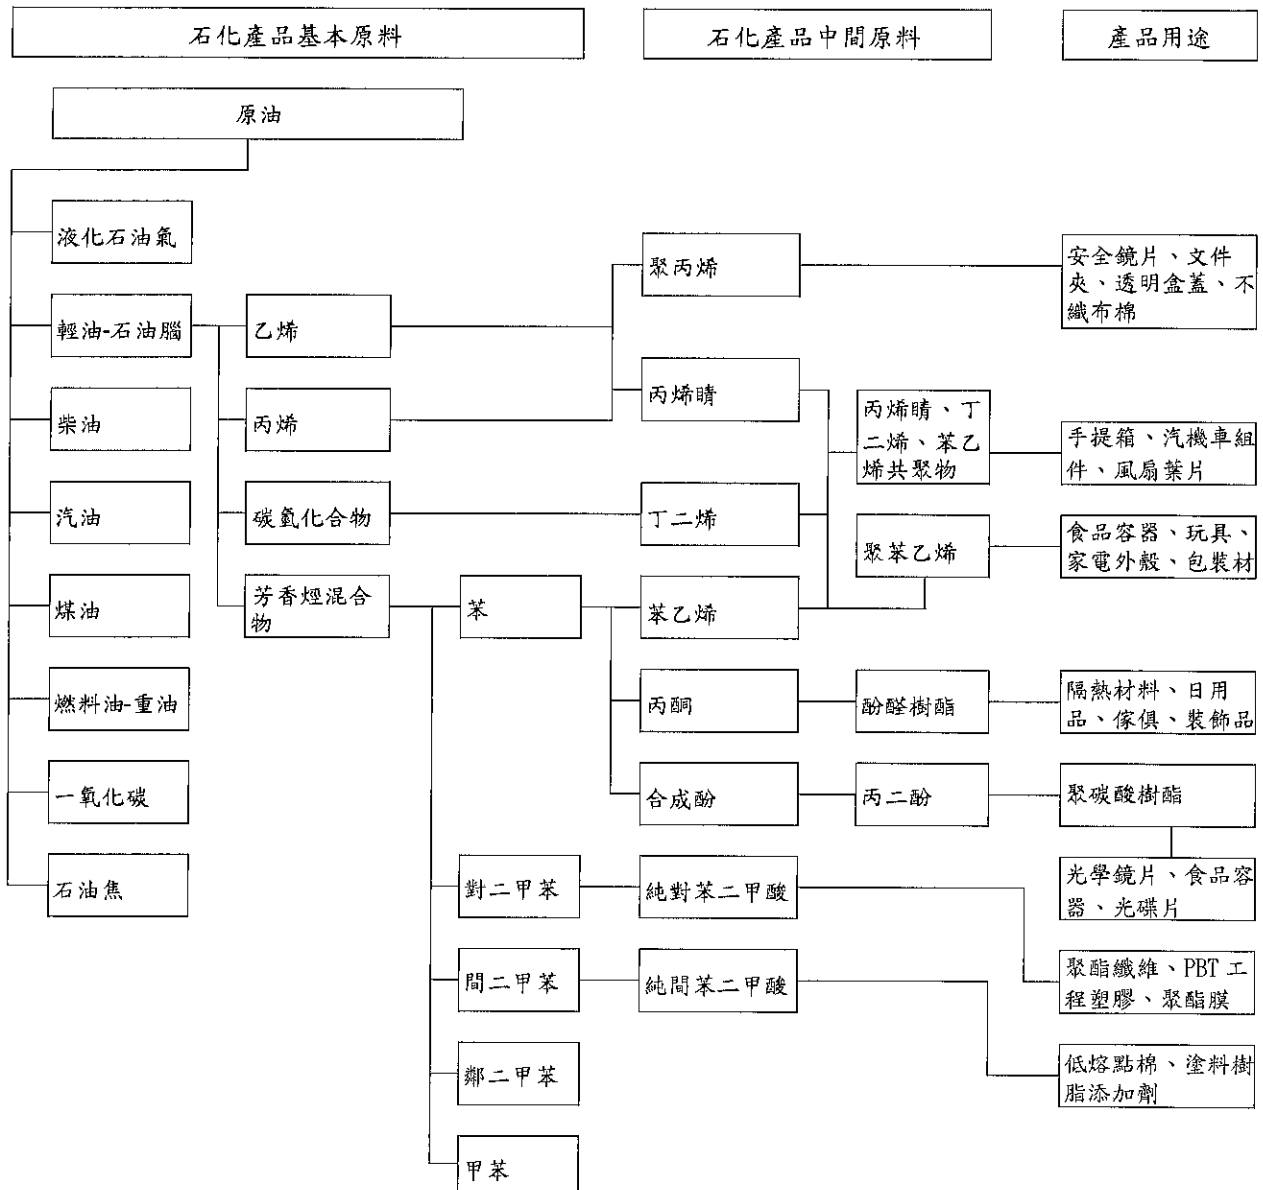 石化產品基本原料
石化產品中間原料
產品用途
原油
液化石油氣
輕油-石油腦
柴油
汽油
煤油
燃料油-重油
一氧化碳
石油焦
乙烯
丙烯
碳氫化合物
芳香烴混合
物
苯
對二甲苯
間二甲苯
鄰二甲苯
甲苯
聚丙烯
丙烯睛
丁二烯
苯乙烯
丙酮
合成酚
純對苯二甲酸
純間苯二甲酸
丙烯睛、丁
二烯、苯乙
烯共聚物
聚苯乙烯
酚醛樹酯
丙二酚
安全鏡片、文件
夾、透明盒蓋、不
織布棉
手提箱、汽機車組
件、風扇葉片
食品容器、玩具、
家電外殼、包裝材
隔熱材料、日用
品、傢俱、裝飾品
聚碳酸樹酯
光學鏡片、食品容
器、光碟片
聚酯纖維、PBT 工
程塑膠、聚酯膜
低熔點棉、塗料樹
脂添加劑